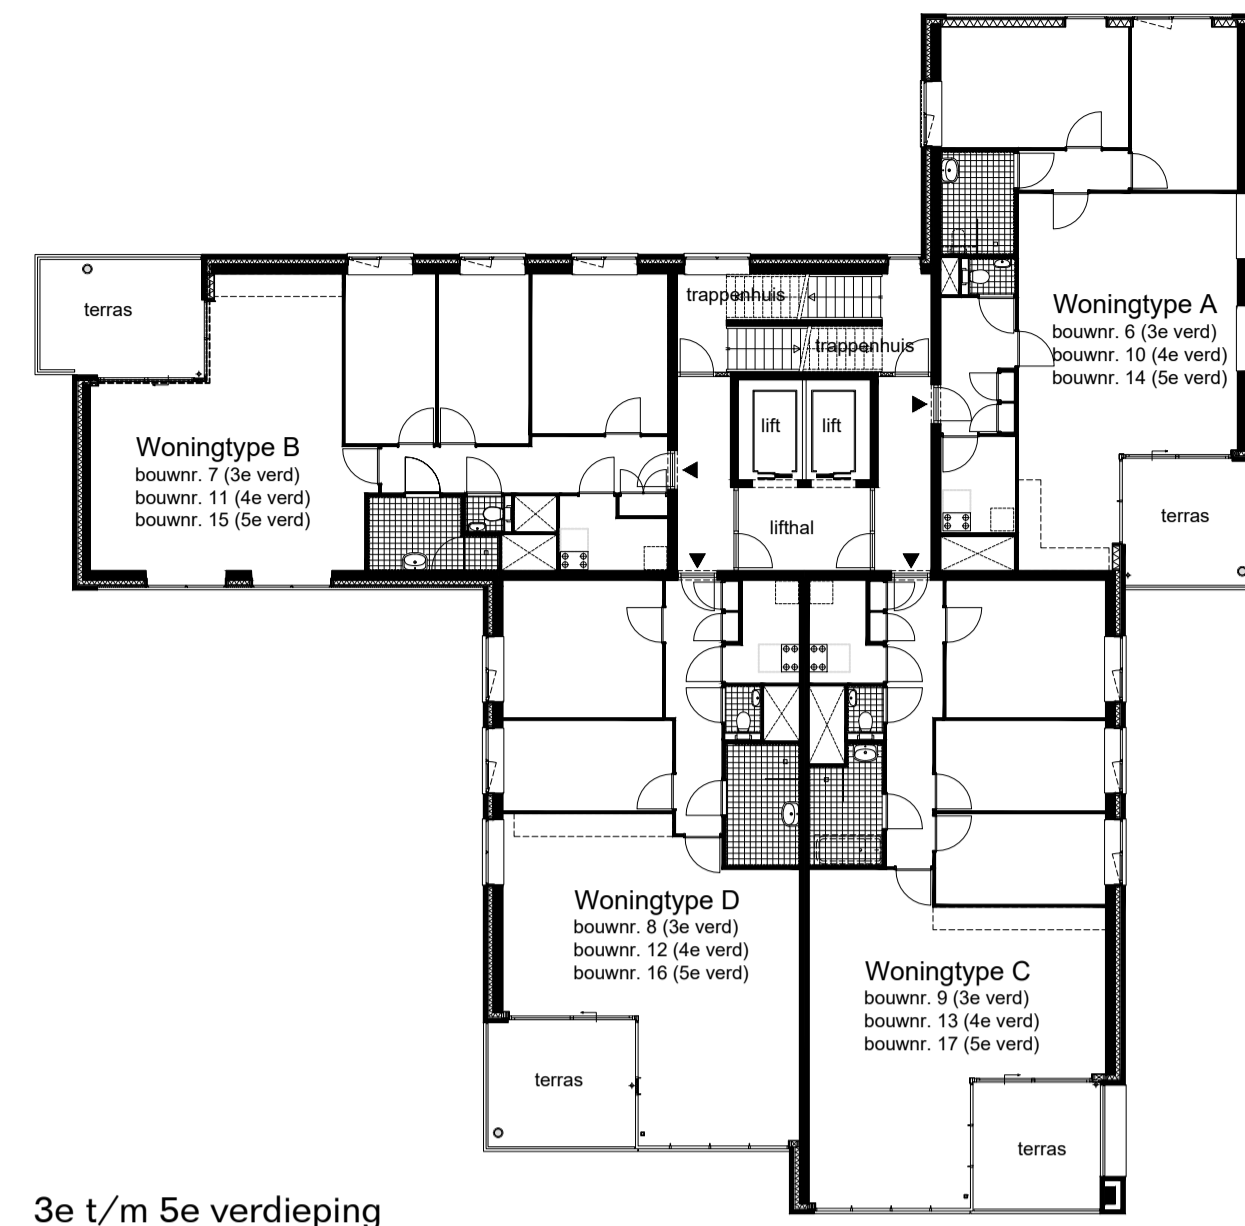 terras
trappenhuis
trappenhuis
Woningtype A
bouwnr. 6 (3e verd)
bouwnr. 10 (4e verd)
bouwnr. 14 (5e verd)
Woningtype B
bouwnr. 7 (3e verd)
bouwnr. 11 (4e verd)
bouwnr. 15 (5e verd)
lift
lift
lifthal
terras
Woningtype D
bouwnr. 8 (3e verd)
bouwnr. 12 (4e verd)
bouwnr. 16 (5e verd)
Woningtype C
bouwnr. 9 (3e verd)
bouwnr. 13 (4e verd)
bouwnr. 17 (5e verd)
terras
terras
3e t/m 5e verdieping